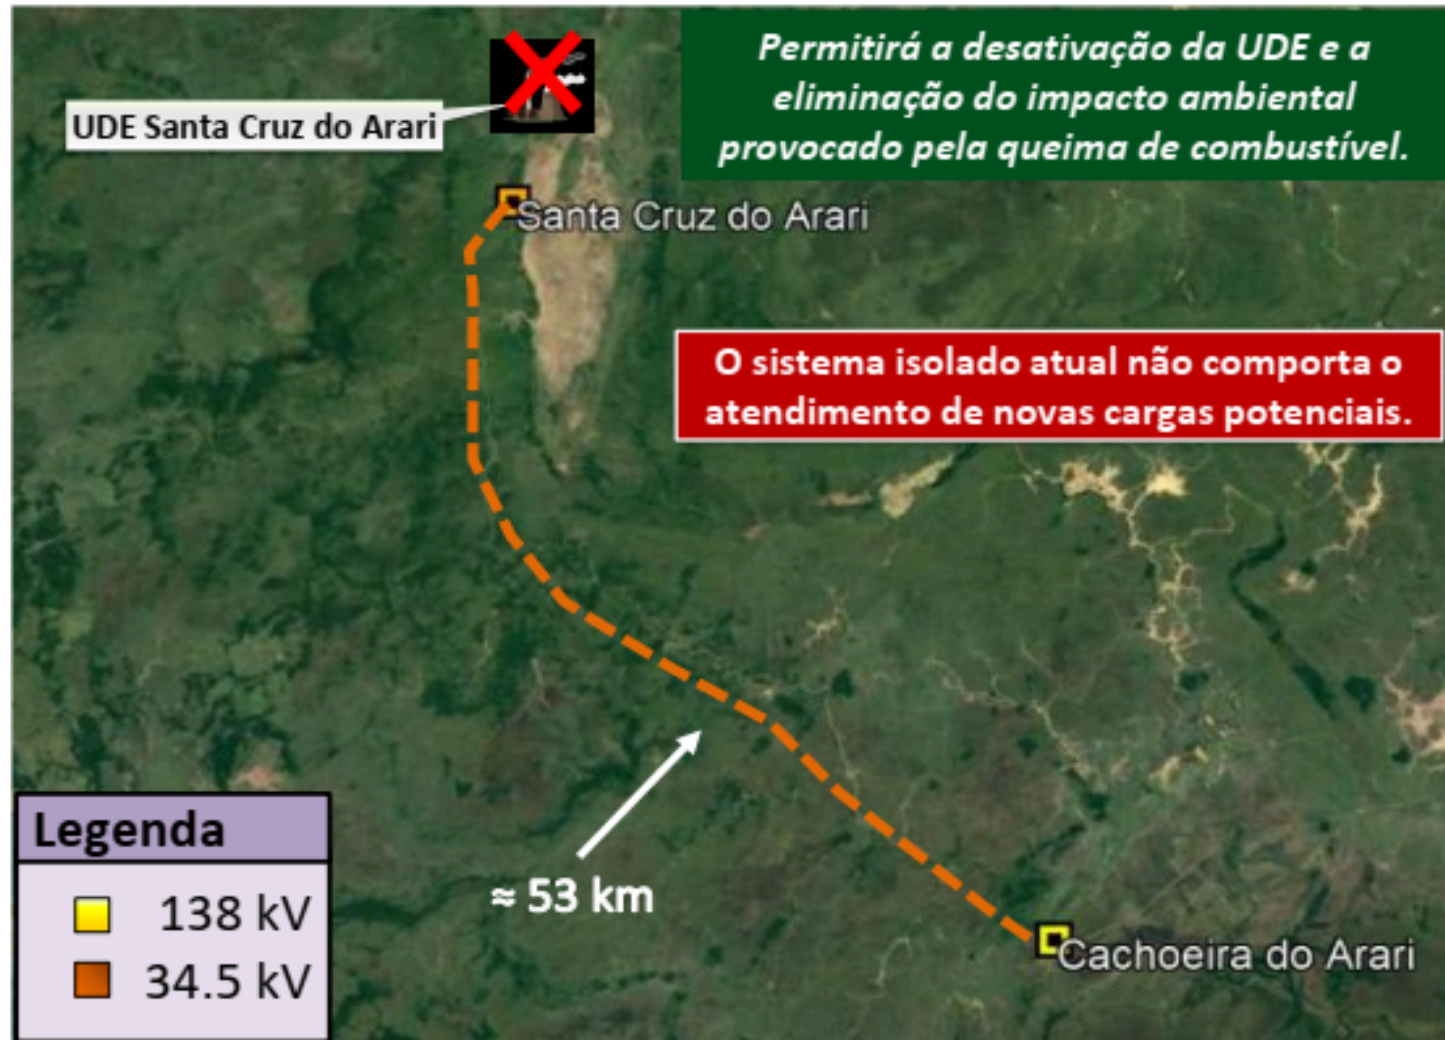 Permitirá a desativação da UDE e a
eliminação do impacto ambiental
provocado pela queima de combustível.
UDE Santa Cruz do Arari
Santa Cruz do Arari
O sistema isolado atual não comporta o
atendimento de novas cargas potenciais.
≈ 53 km
Cachoeira do Arari
Legenda
138 kV
34.5 kV